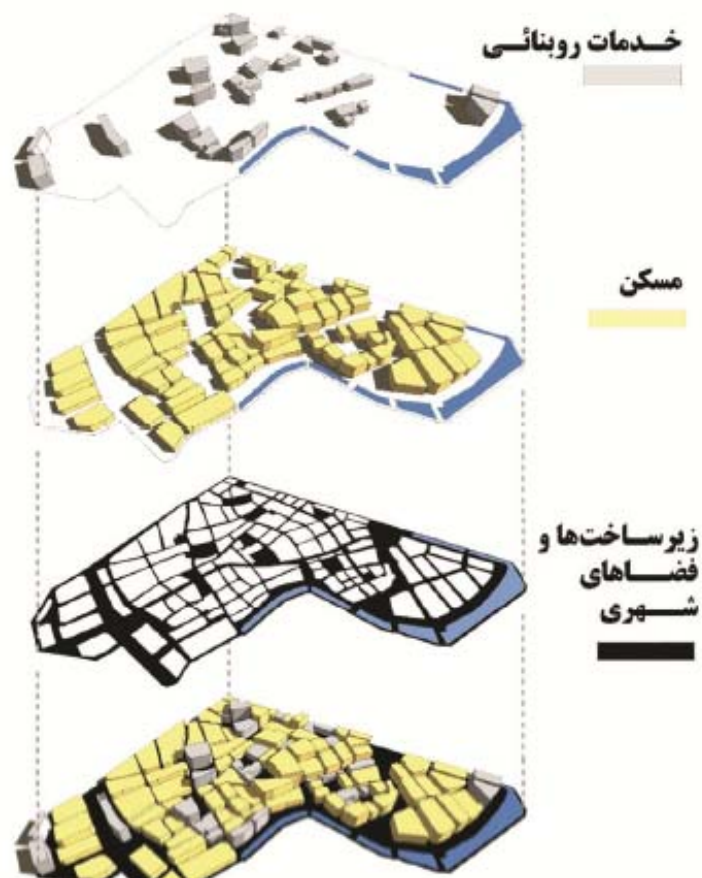 خدمات روبنائی
مسکن
زیرساخت‌ها و
فضاهای
شهری